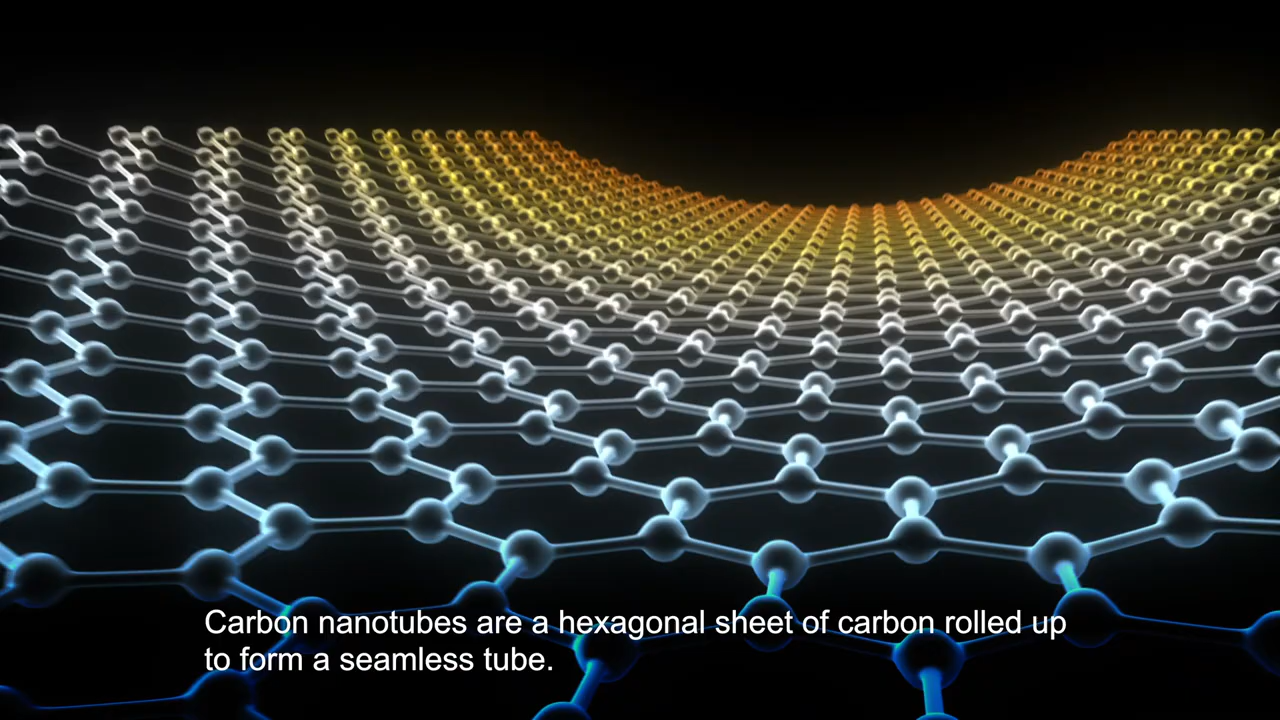 Carbon nanotubes are a hexagonal sheet of carbon rolled up
to form a seamless tube.